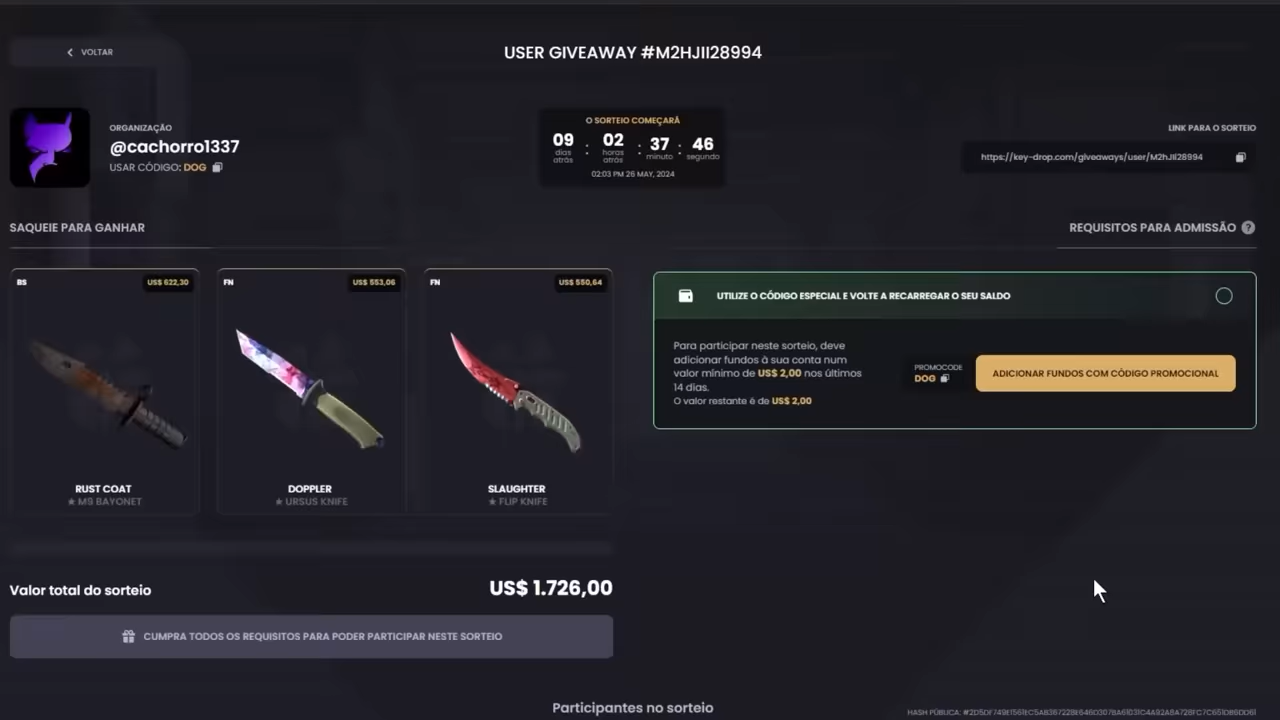 VOLTAR
USER GIVEAWAY #M2HJII28994
ORGANIZAÇÃO
@cachorro1337
USAR CÓDIGO: DOG
O SORTEIO COMEÇARÁ
09 : 02 : 37 : 46
dias atrás horas atrás minuto segundo
02:03 PM 26 MAY, 2024
LINK PARA O SORTEIO
https://key-drop.com/giveaways/user/M2hJII28994
SAQUEIE PARA GANHAR
REQUISITOS PARA ADMISSÃO ?
BS US$ 622,30
RUST COAT
★ M9 BAYONET
FN US$ 553,06
DOPPLER
★ URSUS KNIFE
FN US$ 550,64
SLAUGHTER
★ FLIP KNIFE
UTILIZE O CÓDIGO ESPECIAL E VOLTE A RECARREGAR O SEU SALDO
Para participar neste sorteio, deve
adicionar fundos à sua conta num
valor mínimo de US$ 2,00 nos últimos
14 dias.
O valor restante é de US$ 2,00
PROMOCODE
DOG
ADICIONAR FUNDOS COM CÓDIGO PROMOCIONAL
Valor total do sorteio
US$ 1.726,00
CUMPRA TODOS OS REQUISITOS PARA PODER PARTICIPAR NESTE SORTEIO
Participantes no sorteio
HASH PÚBLICA: